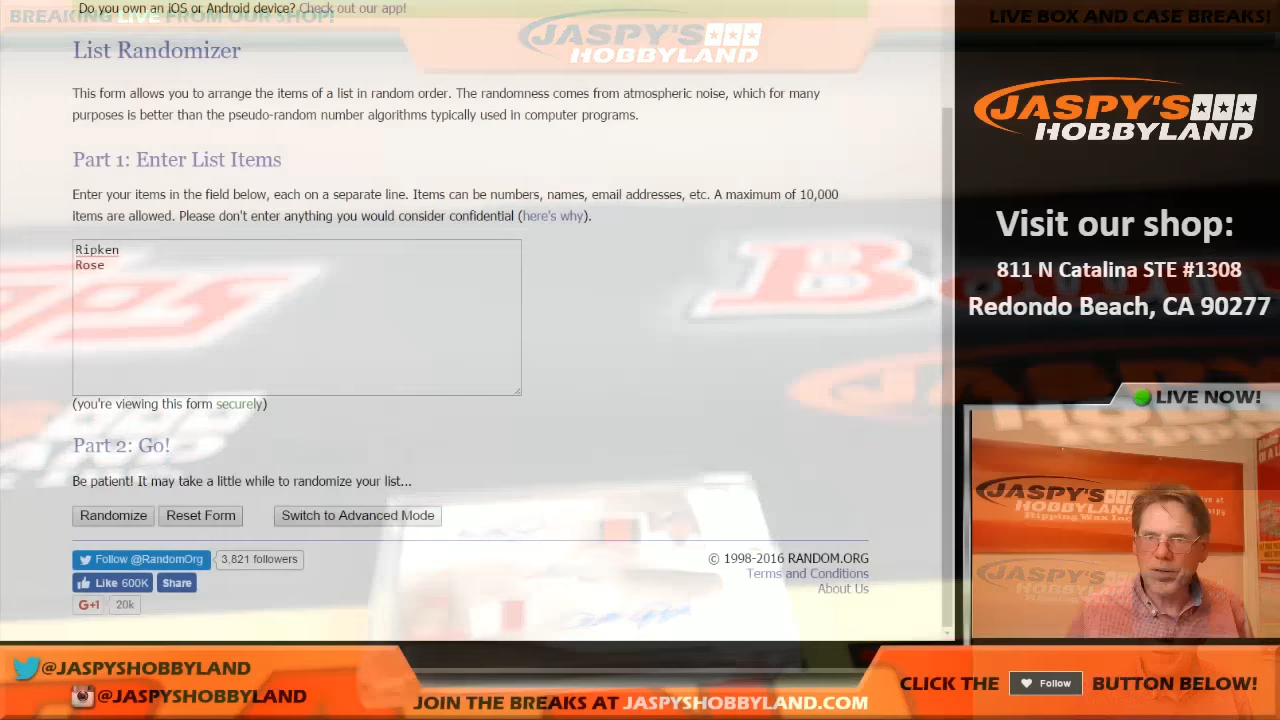 BREAKING LIVE FROM OUR SHOP!
Do you own an iOS or Android device? Check out our app!
List Randomizer
JASPY'S
HOBBYLAND
LIVE BOX AND CASE BREAKS!
This form allows you to arrange the items of a list in random order. The randomness comes from atmospheric noise, which for many
purposes is better than the pseudo-random number algorithms typically used in computer programs.
Part 1: Enter List Items
Enter your items in the field below, each on a separate line. Items can be numbers, names, email addresses, etc. A maximum of 10,000
items are allowed. Please don't enter anything you would consider confidential (here's why).
Ripken
Rose
(you're viewing this form securely)
Part 2: Go!
Be patient! It may take a little while to randomize your list...
Randomize Reset Form Switch to Advanced Mode
Follow @RandomOrg 3,821 followers
Like 600K Share
G+1 20k
© 1998-2016 RANDOM.ORG
Terms and Conditions
About Us
JASPY'S
HOBBYLAND
Visit our shop:
811 N Catalina STE #1308
Redondo Beach, CA 90277
LIVE NOW!
JASPY'S
HOBBYLAND
Ripping Wax Inc
JASPY'S
HOBBYLAND
@JASPYSHOBBYLAND
@JASPYSHOBBYLAND
JOIN THE BREAKS AT JASPYSHOBBYLAND.COM
CLICK THE Follow BUTTON BELOW!